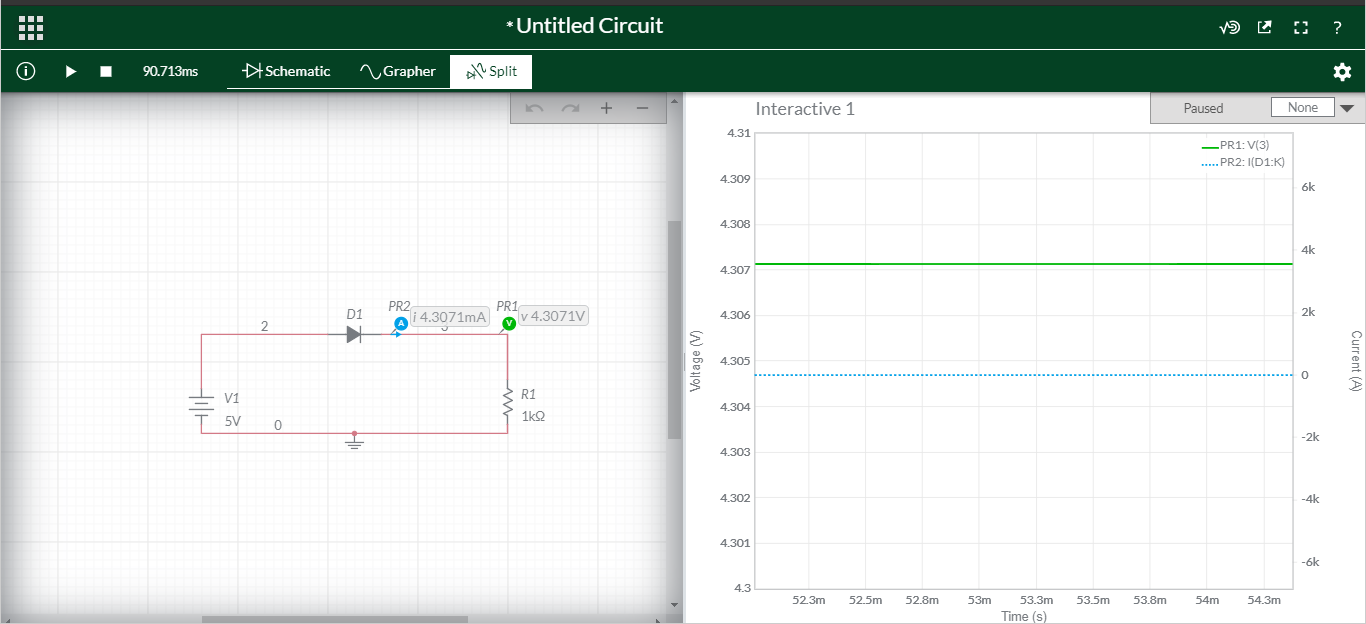 *Untitled Circuit
?
90.713ms
Schematic
Grapher
Split
Interactive 1
Paused
None
4.31
4.309
4.308
4.307
4.306
4.305
4.304
4.303
4.302
4.301
4.3
Voltage (V)
PR1: V(3)
PR2: I(D1:K)
6k
4k
2k
0
-2k
-4k
-6k
Current (A)
52.3m 52.5m 52.8m 53m 53.3m 53.5m 53.8m 54m 54.3m
Time (s)
2
D1
PR2
A
i 4.3071mA
PR1
V
v 4.3071V
V1
5V
0
R1
1kΩ